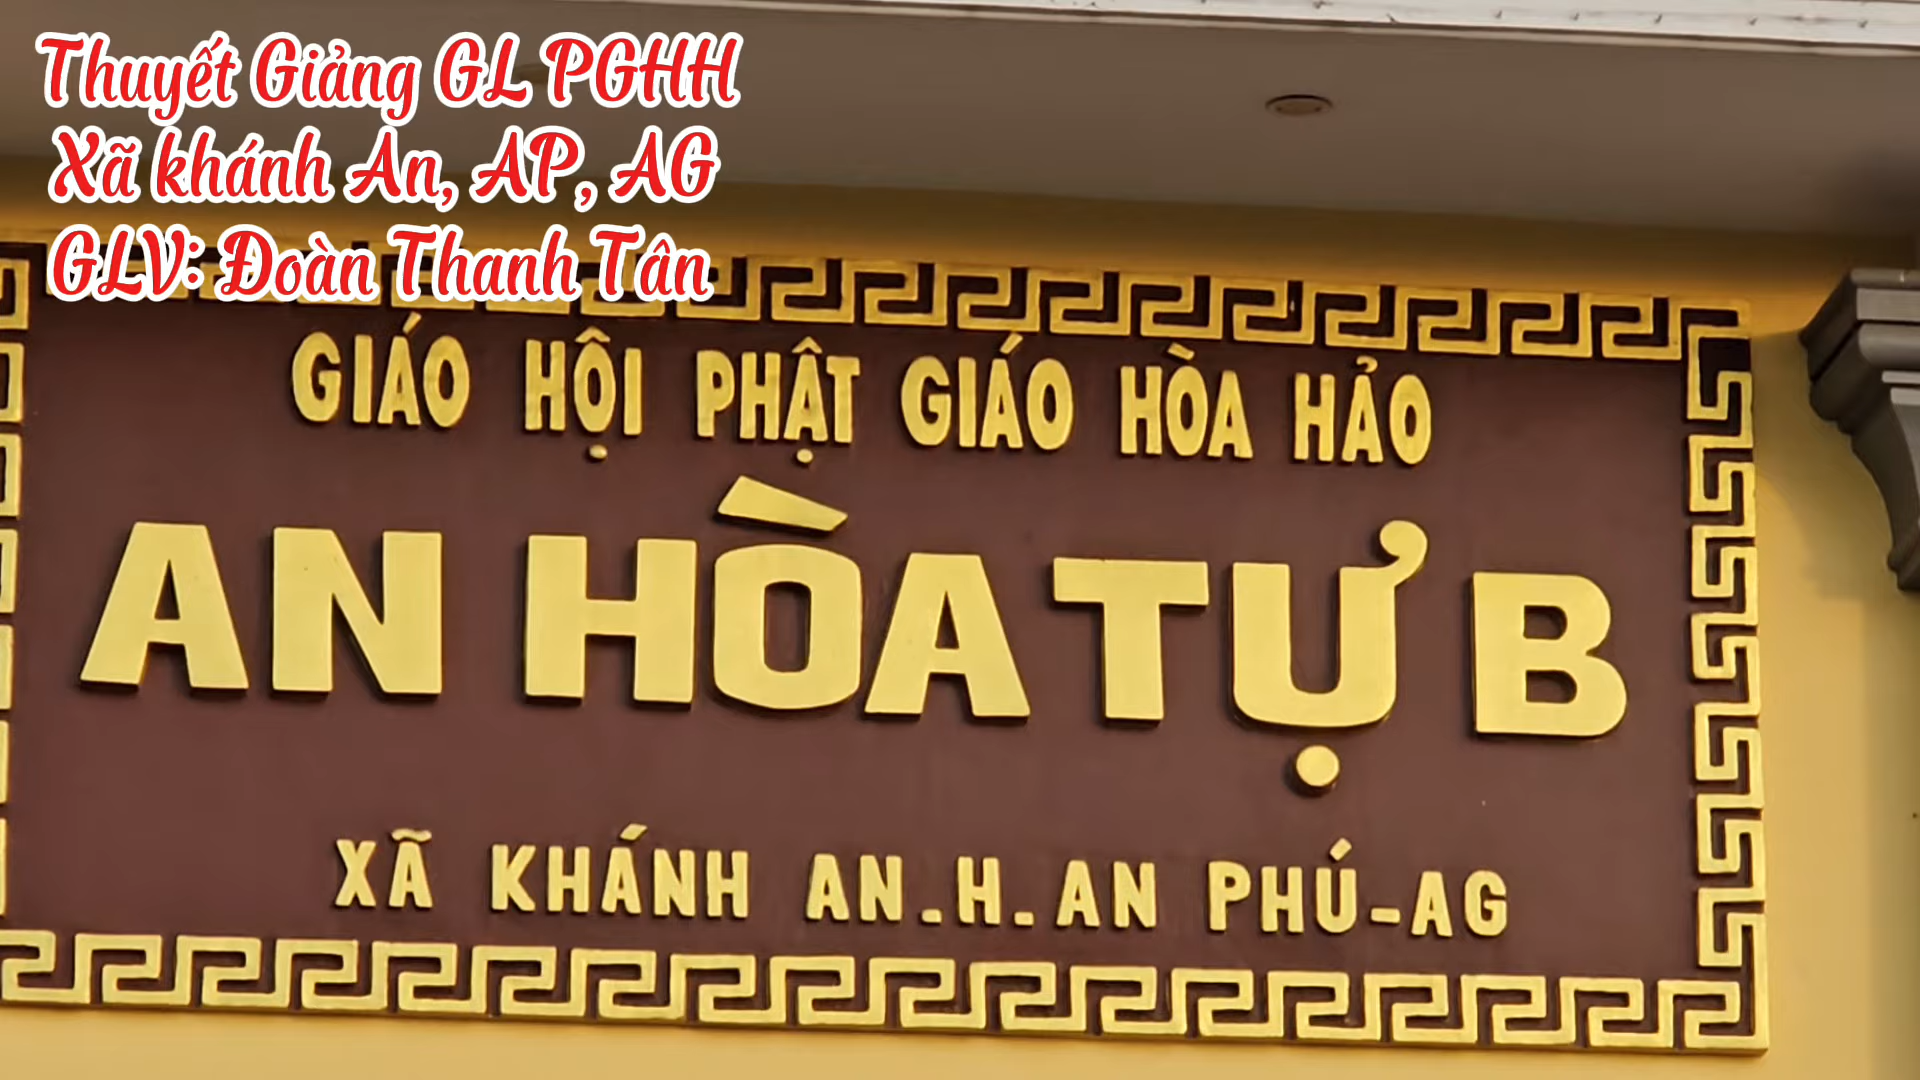 Thuyết Giảng GL PGHH
Xã khánh An, AP, AG
GLV: Đoàn Thanh Tân
GIÁO HỘI PHẬT GIÁO HÒA HẢO
AN HÒA TỰ B
XÃ KHÁNH AN.H.AN PHÚ-AG